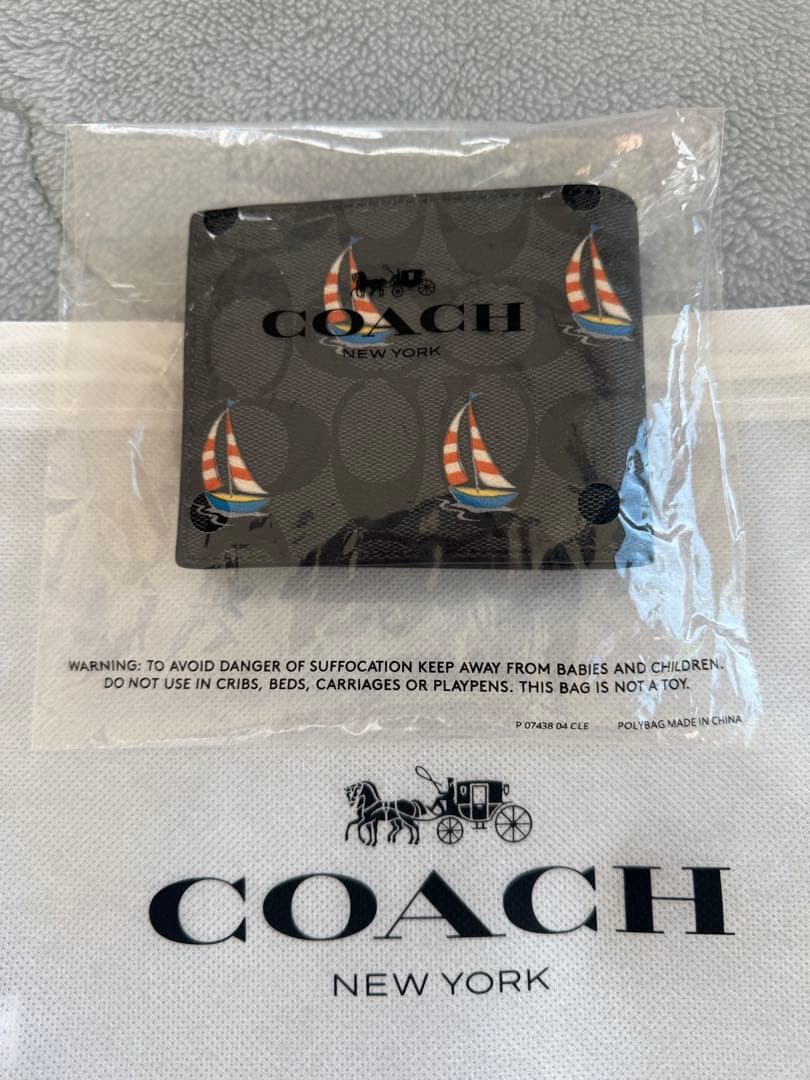 COACH
NEW YORK
WARNING: TO AVOID DANGER OF SUFFOCATION KEEP AWAY FROM BABIES AND CHILDREN.
DO NOT USE IN CRIBS, BEDS, CARRIAGES OR PLAYPENS. THIS BAG IS NOT A TOY.
P 07438 04 CLE POLYBAG MADE IN CHINA
COACH
NEW YORK